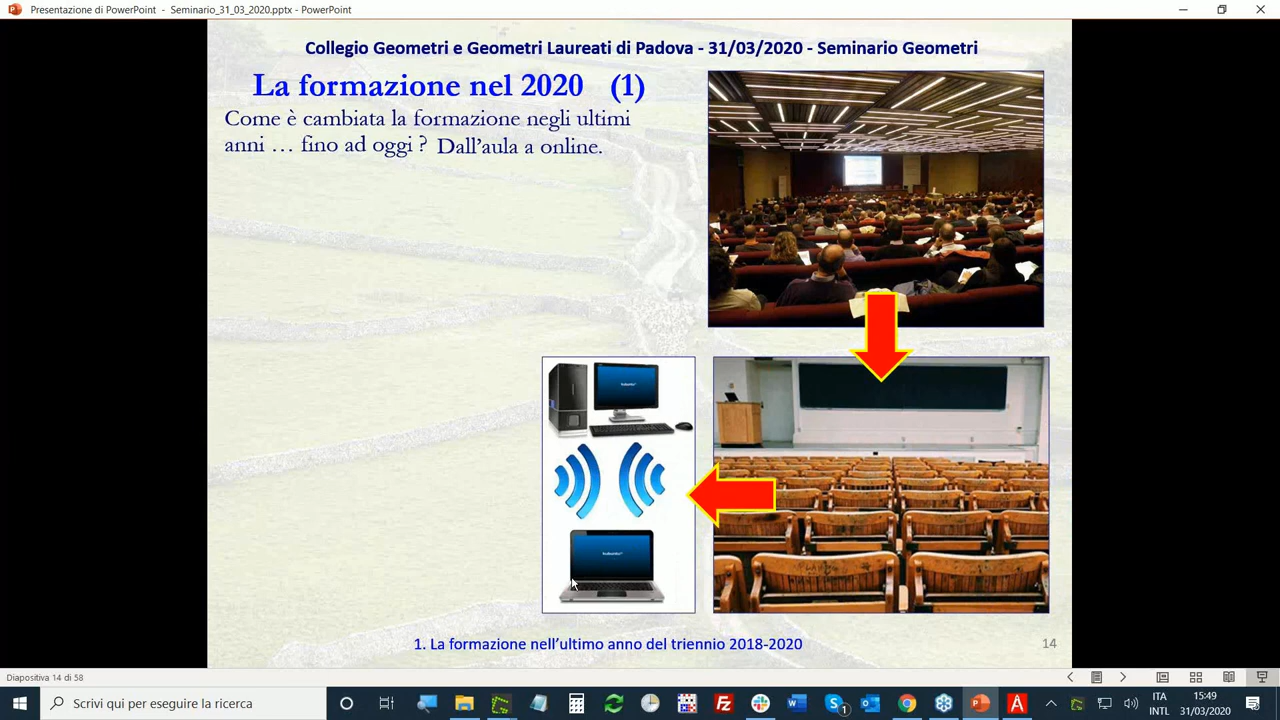 Presentazione di PowerPoint - Seminario_31_03_2020.pptx - PowerPoint
Collegio Geometri e Geometri Laureati di Padova - 31/03/2020 - Seminario Geometri
La formazione nel 2020 (1)
Come è cambiata la formazione negli ultimi
anni … fino ad oggi ? Dall’aula a online.
1. La formazione nell’ultimo anno del triennio 2018-2020
14
Diapositiva 14 di 58
Scrivi qui per eseguire la ricerca
ITA
INTL
15:49
31/03/2020